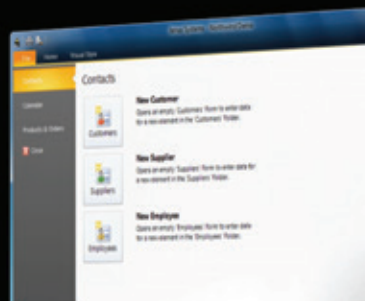 File Home
Contacts
Calendar
Products & Orders
Close
Contacts
Customers
New Customer
Opens an empty 'Customers' Form to enter data
for a new element in the 'Customers' Folder.
Suppliers
New Supplier
Opens an empty 'Suppliers' Form to enter data for
a new element in the 'Suppliers' Folder.
Employees
New Employee
Opens an empty 'Employees' Form to enter data
for a new element in the 'Employees' Folder.